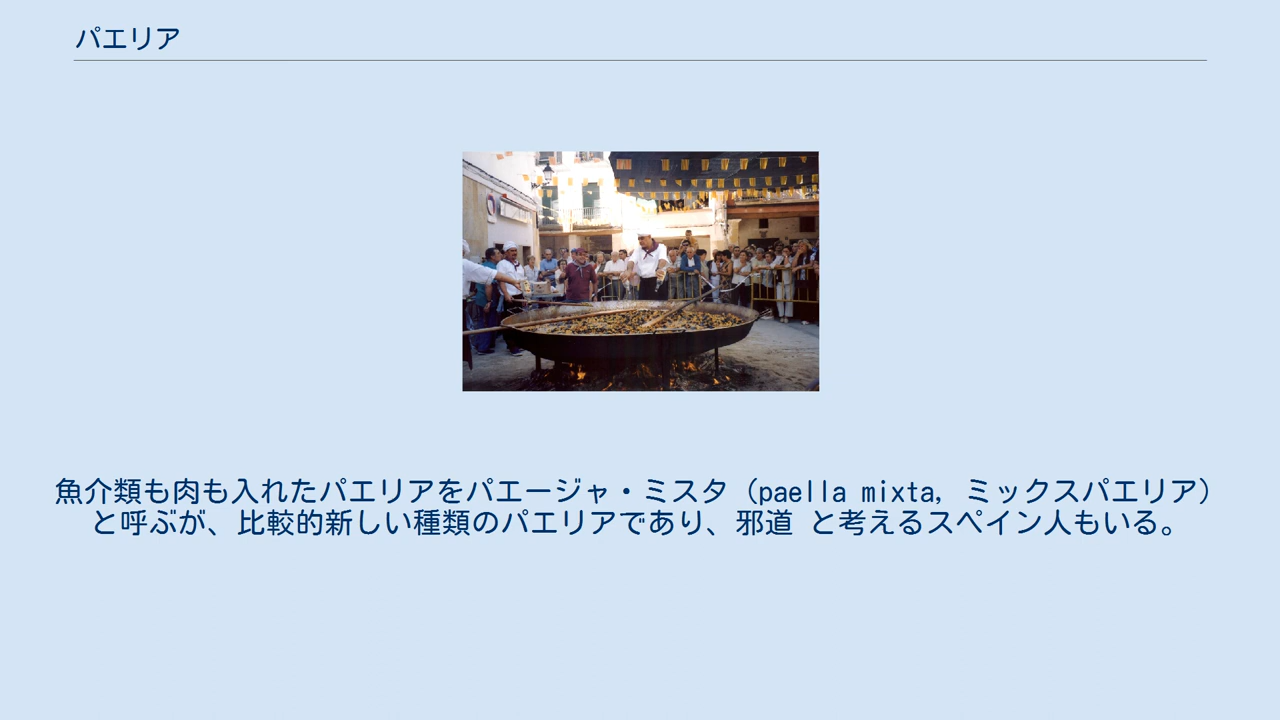 パエリア
魚介類も肉も入れたパエリアをパエージャ・ミスタ (paella mixta, ミックスパエリア)
と呼ぶが、比較的新しい種類のパエリアであり、邪道 と考えるスペイン人もいる。